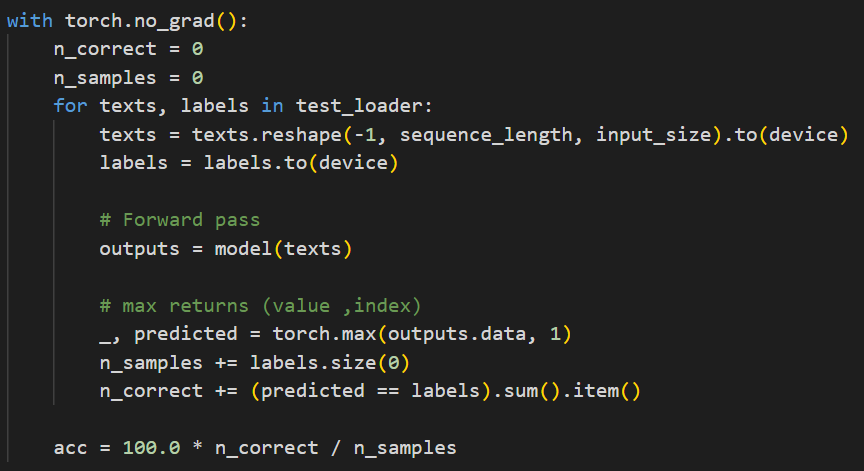 with torch.no_grad():
    n_correct = 0
    n_samples = 0
    for texts, labels in test_loader:
        texts = texts.reshape(-1, sequence_length, input_size).to(device)
        labels = labels.to(device)

        # Forward pass
        outputs = model(texts)

        # max returns (value ,index)
        _, predicted = torch.max(outputs.data, 1)
        n_samples += labels.size(0)
        n_correct += (predicted == labels).sum().item()

    acc = 100.0 * n_correct / n_samples